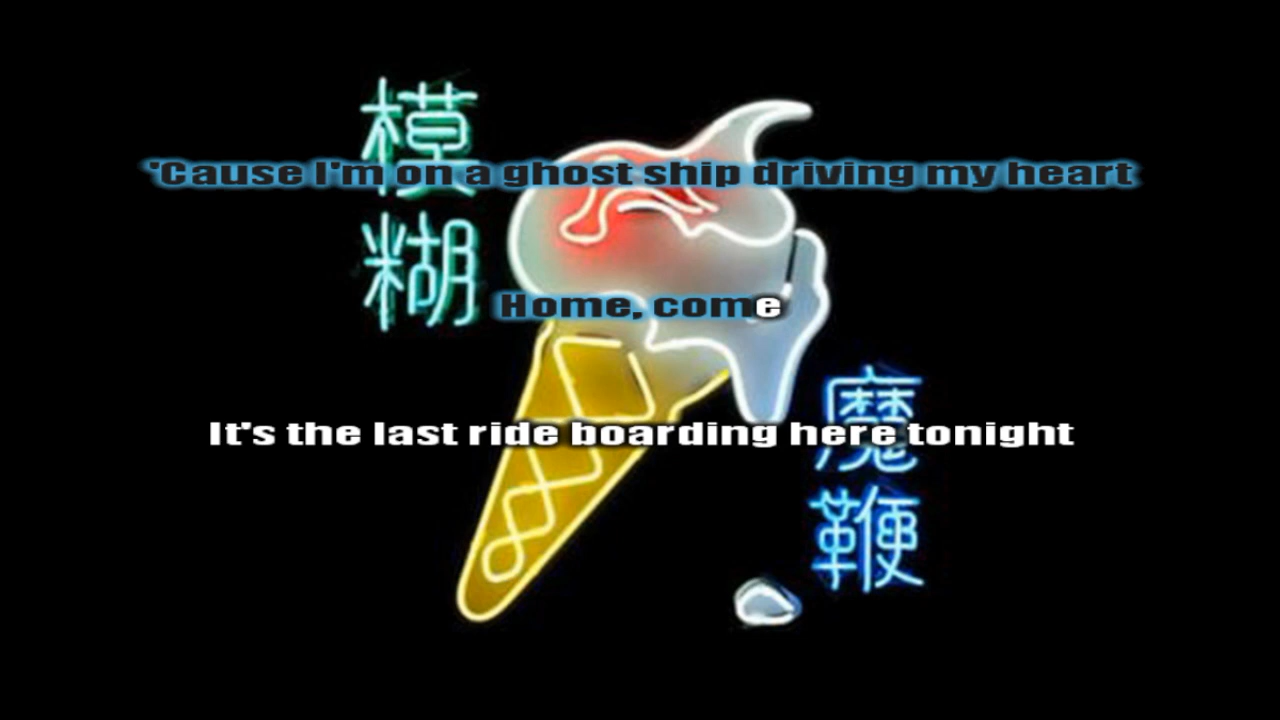 模糊
'Cause I'm on a ghost ship driving my heart
Home, come
It's the last ride boarding here tonight
魔鞭